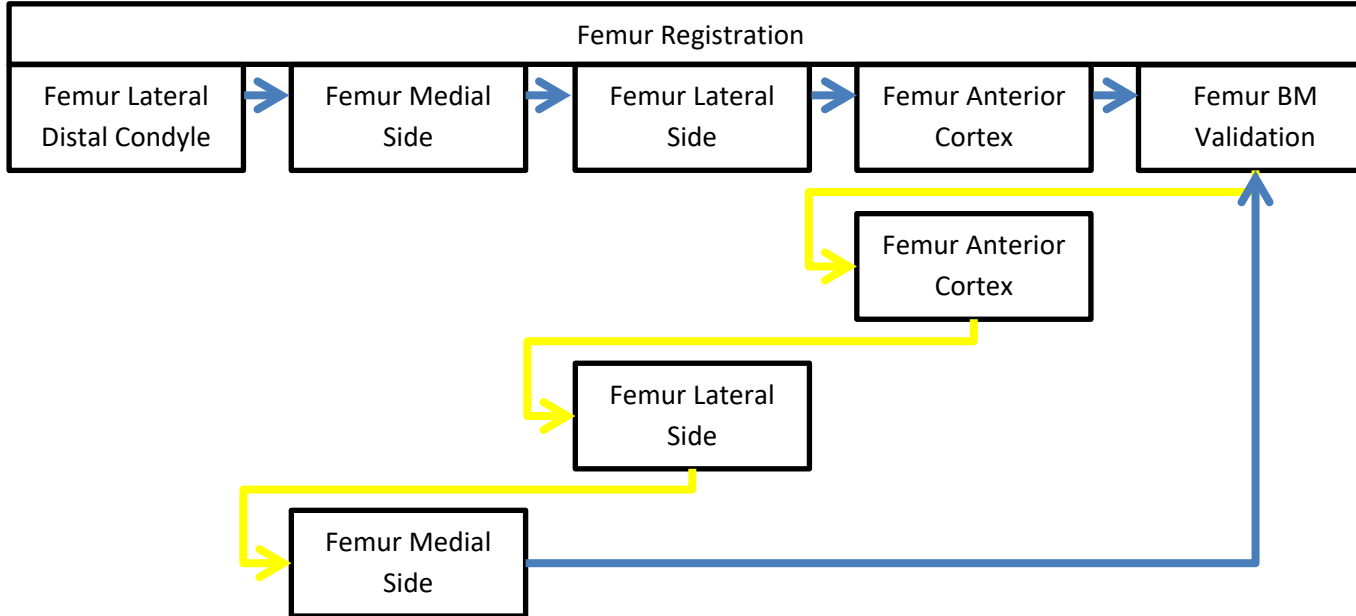 Femur Registration
Femur Lateral
Distal Condyle
Femur Medial
Side
Femur Lateral
Side
Femur Anterior
Cortex
Femur BM
Validation
Femur Anterior
Cortex
Femur Lateral
Side
Femur Medial
Side